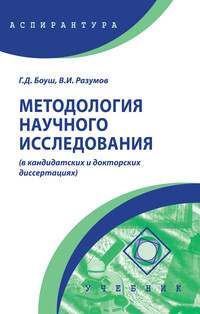 АСПИРАНТУРА
Г.Д. Боуш, В.И. Разумов
МЕТОДОЛОГИЯ
НАУЧНОГО
ИССЛЕДОВАНИЯ
(в кандидатских и докторских
диссертациях)
УЧЕБНИК